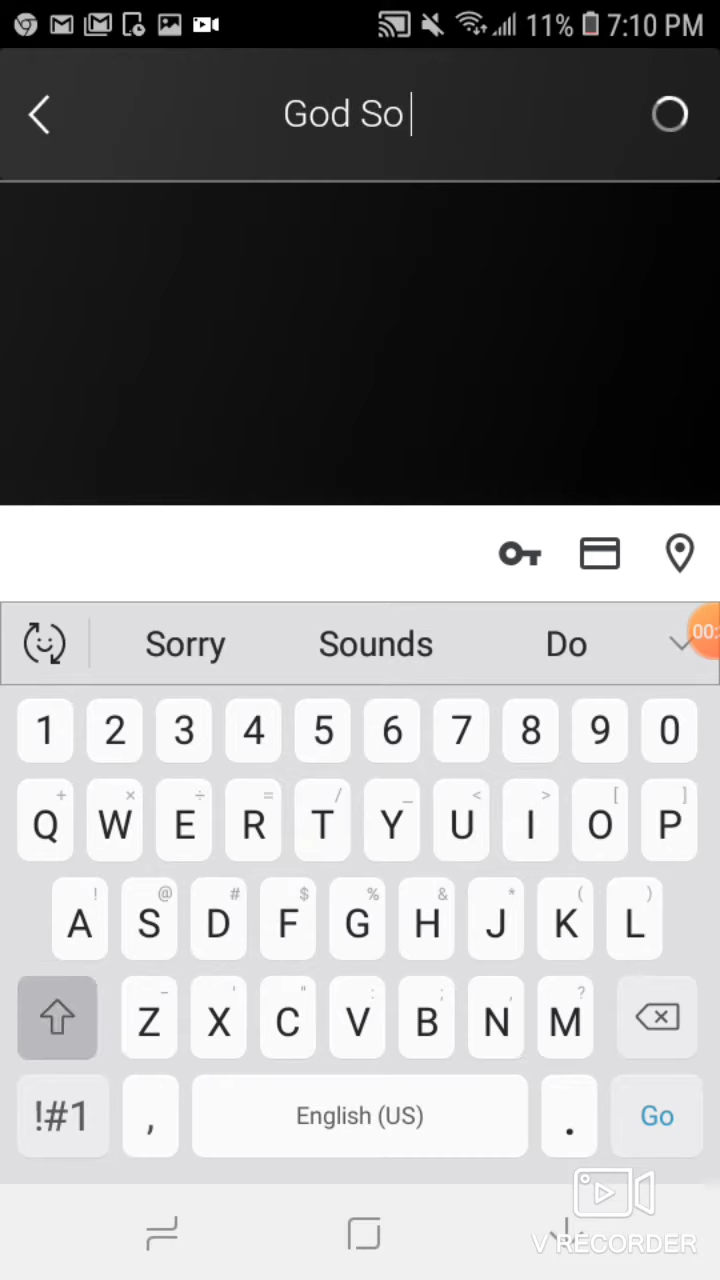 11% 7:10 PM
God So
Sorry Sounds Do 00:
1 2 3 4 5 6 7 8 9 0
+ × ÷ = / _ < > [ ]
Q W E R T Y U I O P
! @ # $ % & * ( )
A S D F G H J K L
- ' " : ; , ?
Z X C V B N M
!#1 , English (US) . Go
V RECORDER